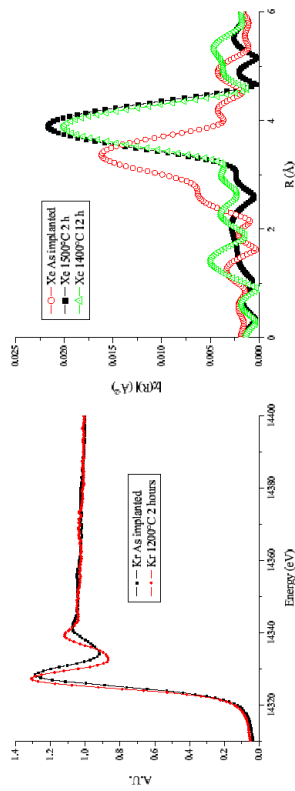 1.4
1.2
1.0
0.8
0.6
0.4
0.2
0.0
A.U.
14320
14340
14360
14380
14400
Energy (eV)
Kr As implanted
Kr 1200°C 2 hours
0.025
0.020
0.015
0.010
0.005
0.000
|χ(R)| (Å⁻³)
0
2
4
6
R (Å)
Xe As implanted
Xe 1500°C 2 h
Xe 1400°C 12 h